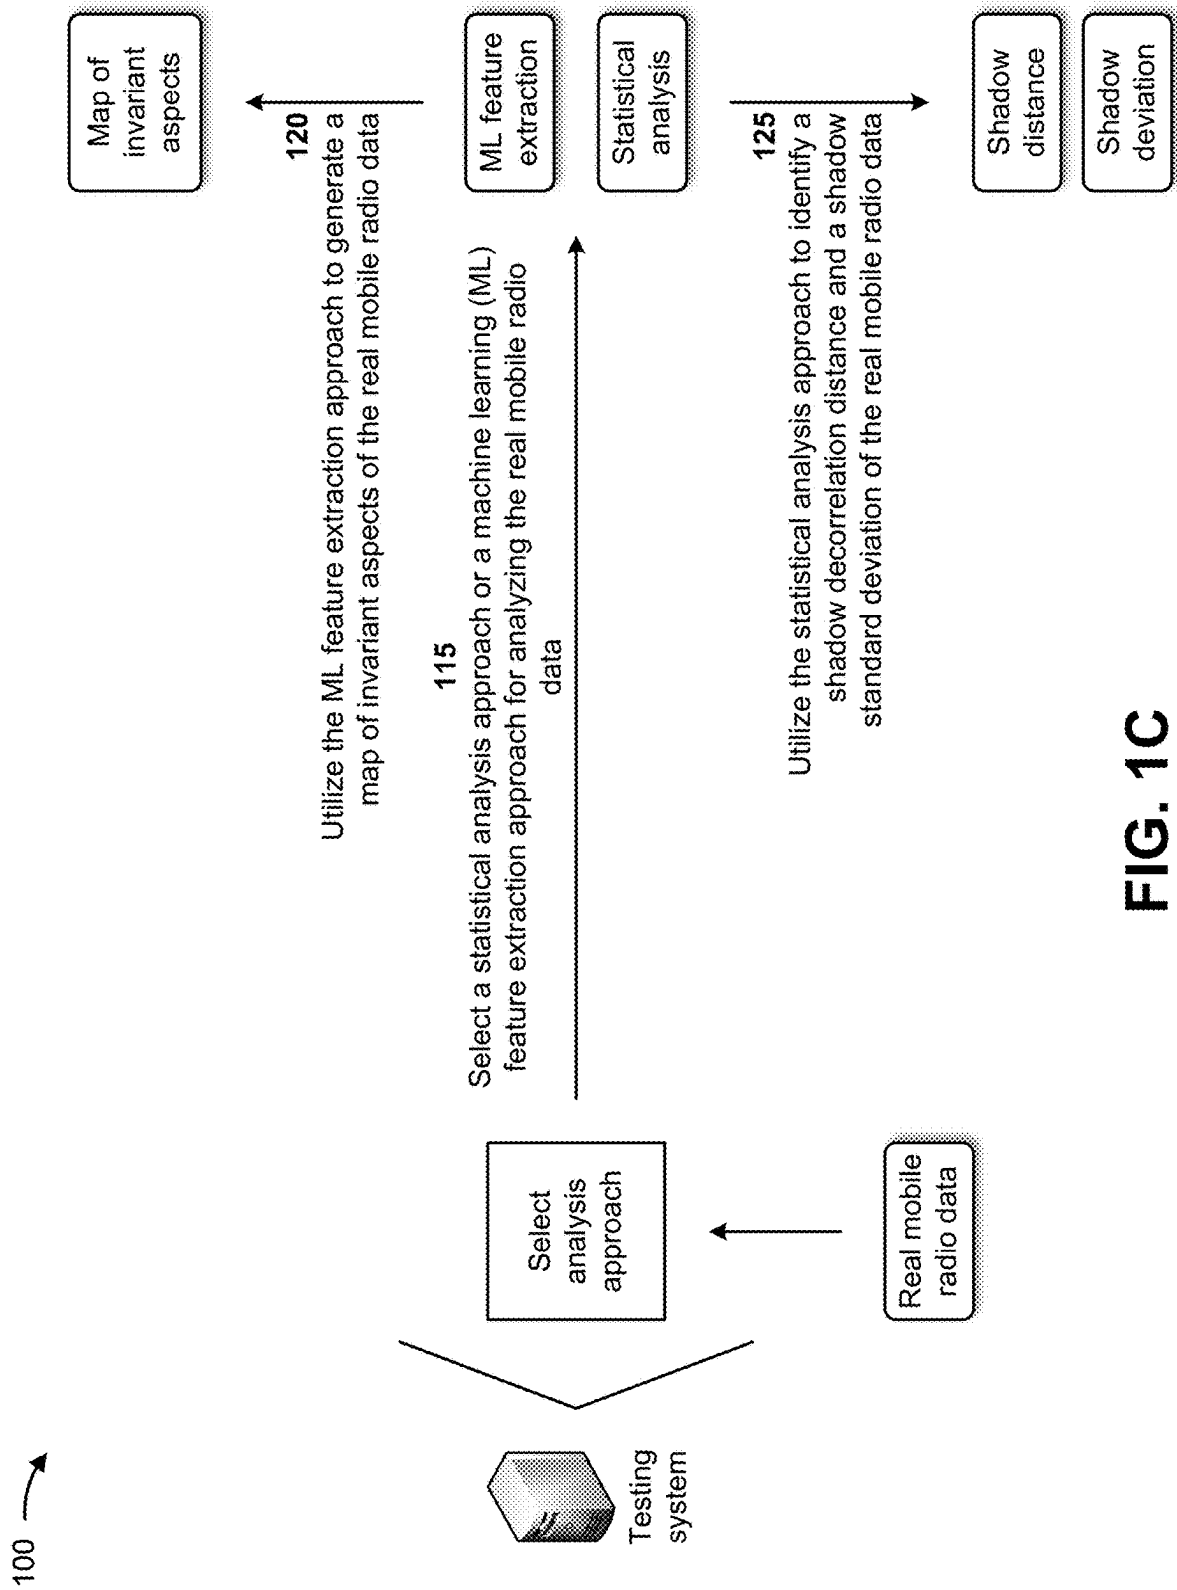 100
Testing
system
Select
analysis
approach
Real mobile
radio data
115
Select a statistical analysis approach or a machine learning (ML)
feature extraction approach for analyzing the real mobile radio
data
120
Utilize the ML feature extraction approach to generate a
map of invariant aspects of the real mobile radio data
125
Utilize the statistical analysis approach to identify a
shadow decorrelation distance and a shadow
standard deviation of the real mobile radio data
Map of
invariant
aspects
ML feature
extraction
Statistical
analysis
Shadow
distance
Shadow
deviation
FIG. 1C